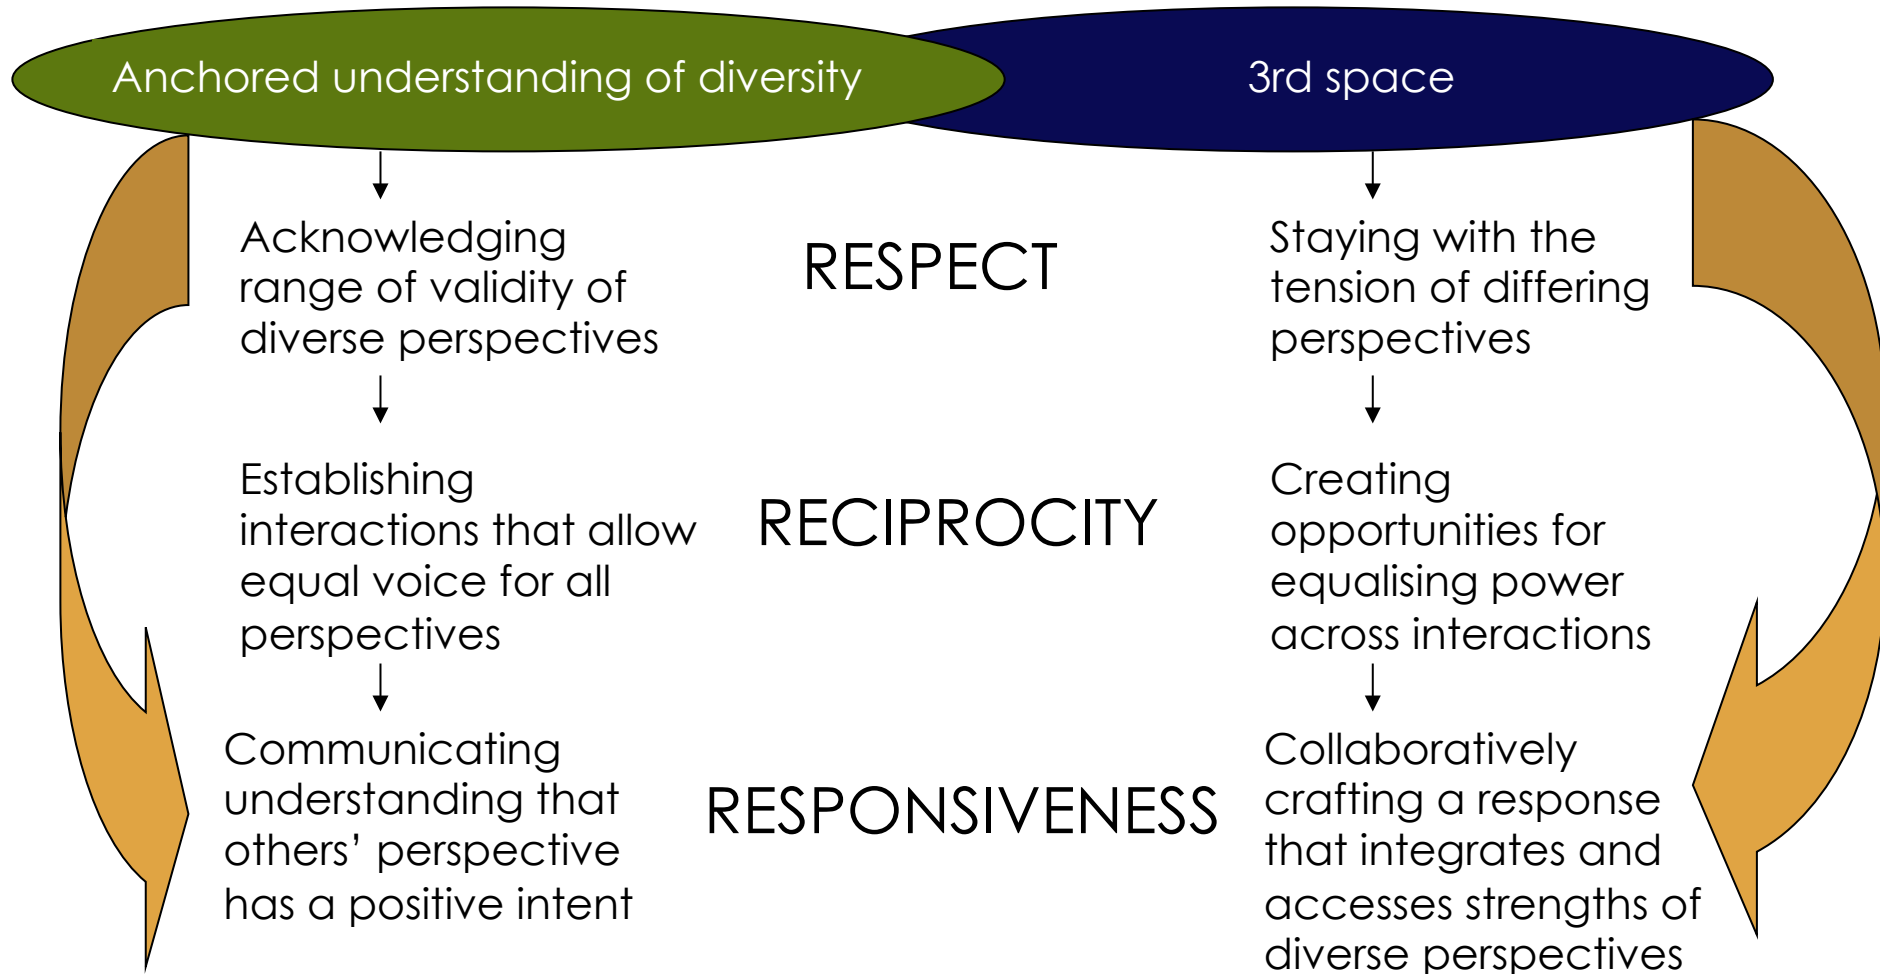 Anchored understanding of diversity
3rd space
Acknowledging
range of validity of
diverse perspectives
RESPECT
Staying with the
tension of differing
perspectives
Establishing
interactions that allow
equal voice for all
perspectives
RECIPROCITY
Creating
opportunities for
equalising power
across interactions
Communicating
understanding that
others’ perspective
has a positive intent
RESPONSIVENESS
Collaboratively
crafting a response
that integrates and
accesses strengths of
diverse perspectives